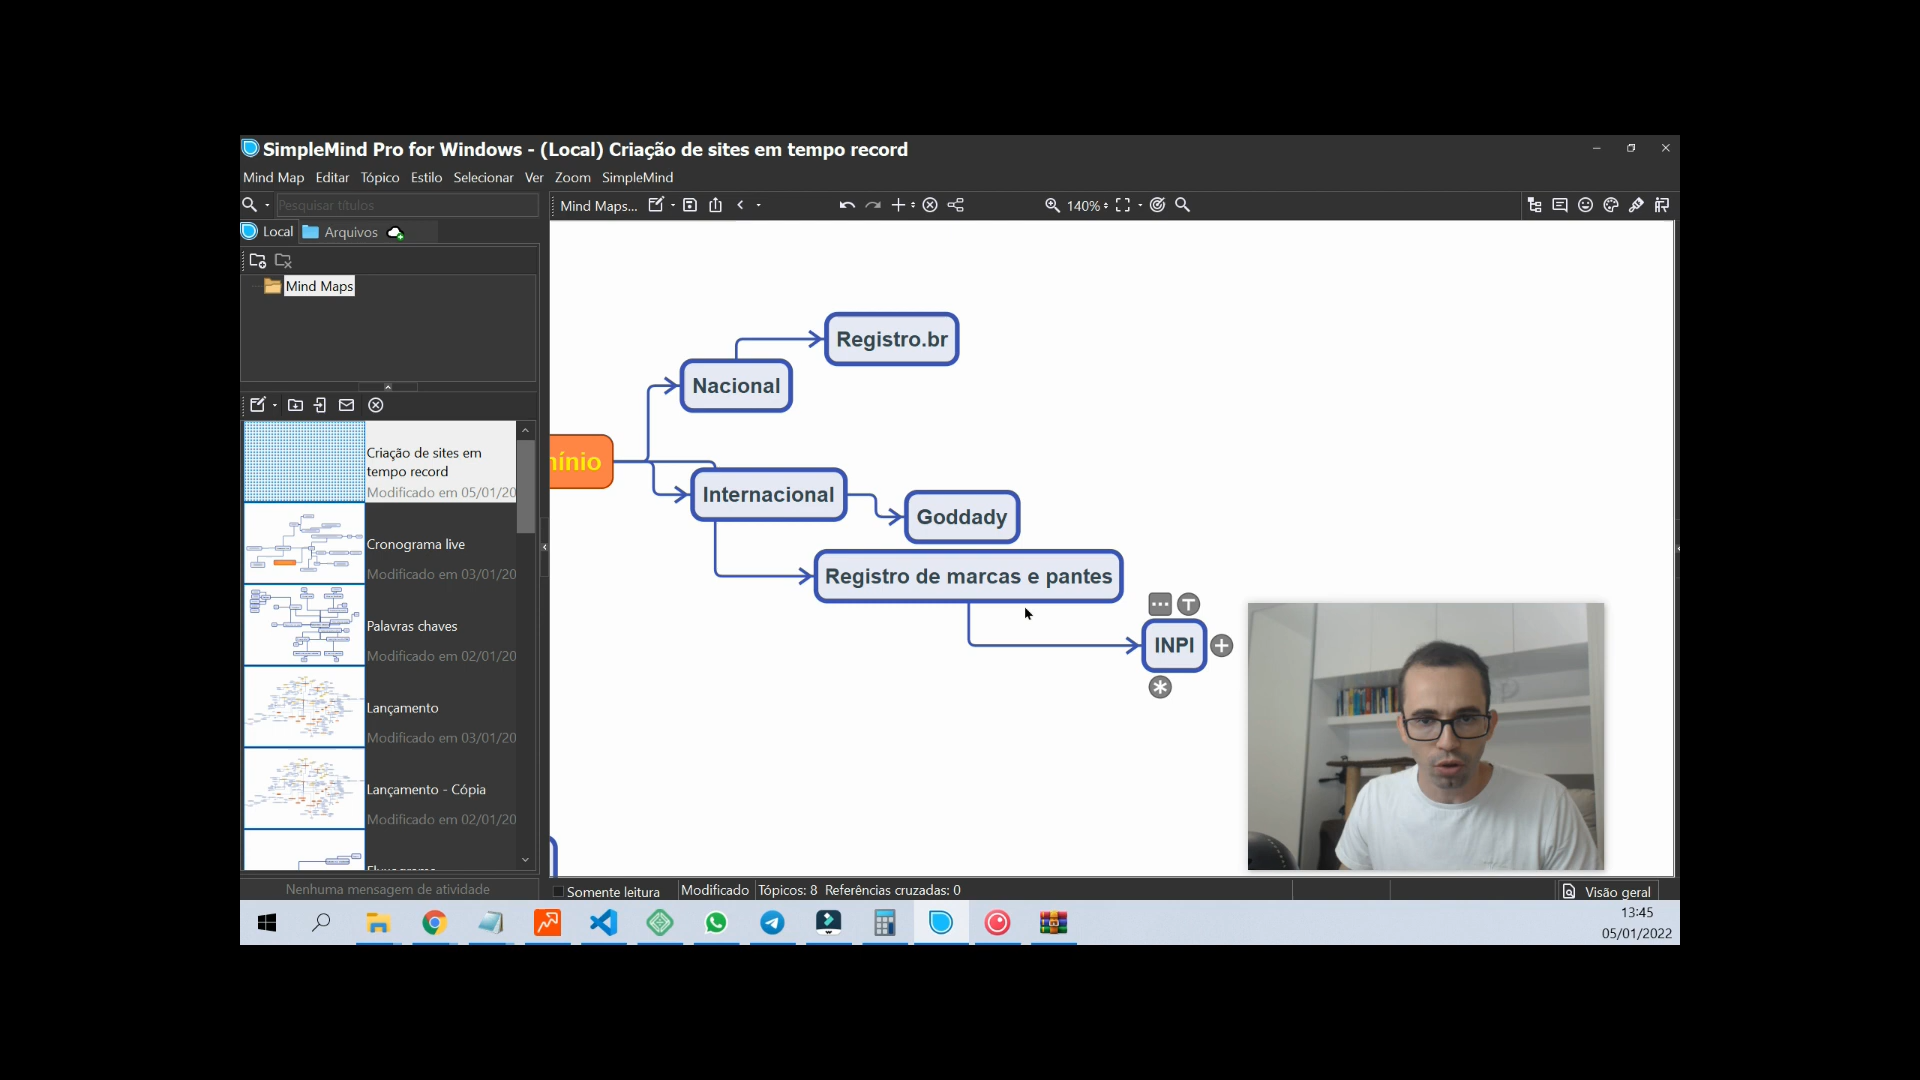 SimpleMind Pro for Windows - (Local) Criação de sites em tempo record
Mind Map Editar Tópico Estilo Selecionar Ver Zoom SimpleMind
Pesquisar títulos
Mind Maps...
140%
Local
Arquivos
Mind Maps
Criação de sites em
tempo record
Modificado em 05/01/20
Cronograma live
Modificado em 03/01/20
Palavras chaves
Modificado em 02/01/20
Lançamento
Modificado em 03/01/20
Lançamento - Cópia
Modificado em 02/01/20
Registro.br
Nacional
ínio
Internacional
Goddady
Registro de marcas e pantes
INPI
Nenhuma mensagem de atividade
Somente leitura
Modificado
Tópicos: 8 Referências cruzadas: 0
Visão geral
13:45
05/01/2022